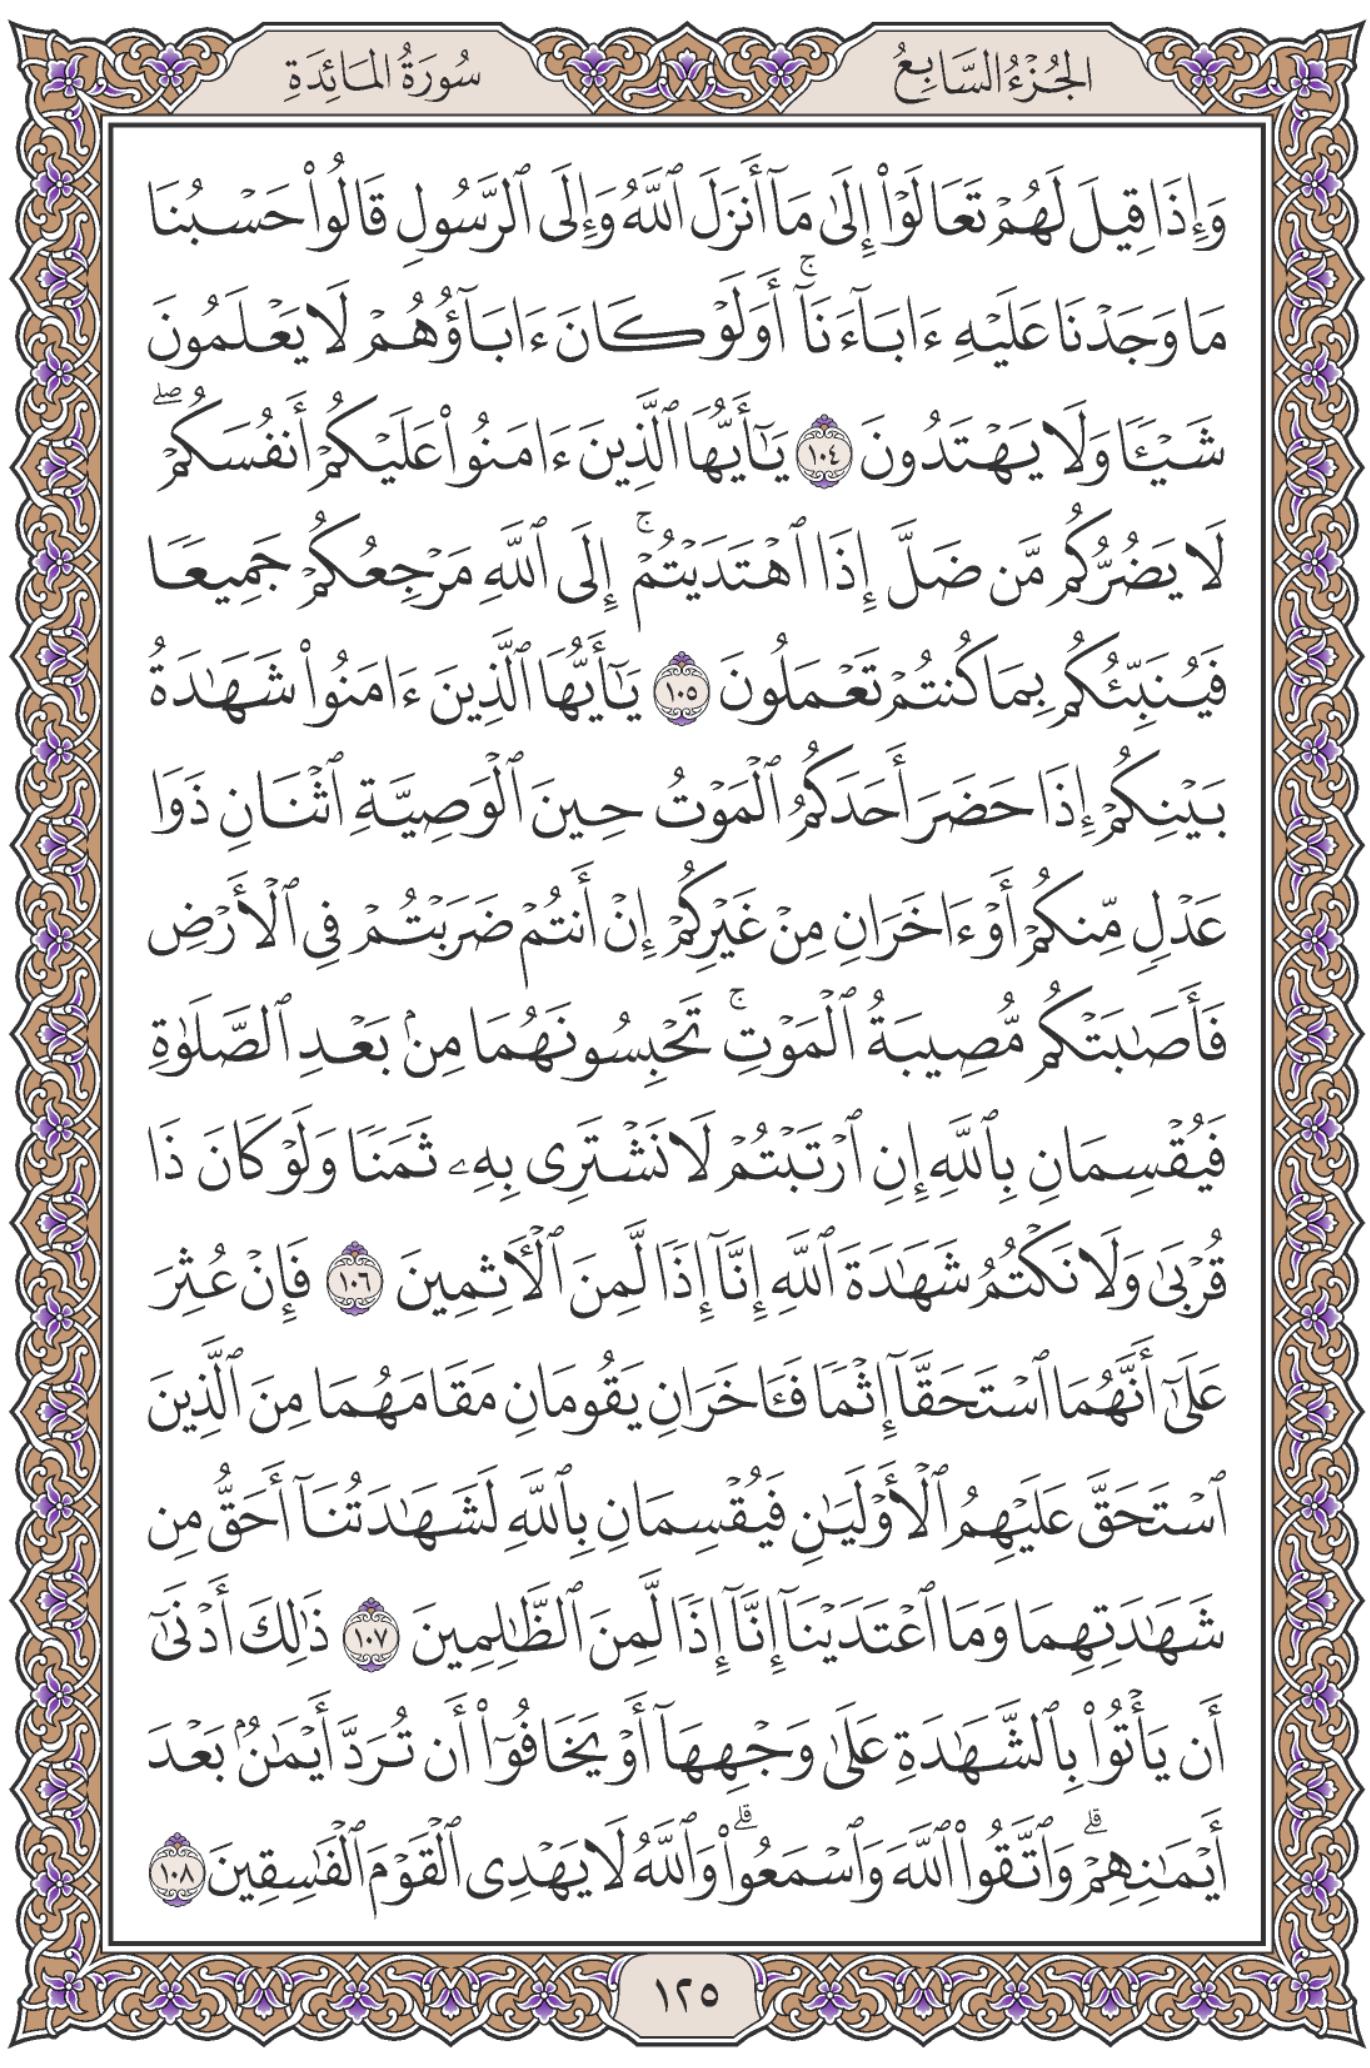 الجُزْءُ السَّابِعُ
سُورَةُ المَائِدَةِ
وَإِذَا قِيلَ لَهُمْ تَعَالَوْا۟ إِلَىٰ مَآ أَنزَلَ ٱللَّهُ وَإِلَى ٱلرَّسُولِ قَالُوا۟ حَسْبُنَا
مَا وَجَدْنَا عَلَيْهِ ءَابَآءَنَآ ۚ أَوَلَوْ كَانَ ءَابَآؤُهُمْ لَا يَعْلَمُونَ
شَيْـًٔا وَلَا يَهْتَدُونَ ١٠٤ يَـٰٓأَيُّهَا ٱلَّذِينَ ءَامَنُوا۟ عَلَيْكُمْ أَنفُسَكُمْ ۖ
لَا يَضُرُّكُم مَّن ضَلَّ إِذَا ٱهْتَدَيْتُمْ ۚ إِلَى ٱللَّهِ مَرْجِعُكُمْ جَمِيعًا
فَيُنَبِّئُكُم بِمَا كُنتُمْ تَعْمَلُونَ ١٠٥ يَـٰٓأَيُّهَا ٱلَّذِينَ ءَامَنُوا۟ شَهَـٰدَةُ
بَيْنِكُمْ إِذَا حَضَرَ أَحَدَكُمُ ٱلْمَوْتُ حِينَ ٱلْوَصِيَّةِ ٱثْنَانِ ذَوَا
عَدْلٍ مِّنكُمْ أَوْ ءَاخَرَانِ مِنْ غَيْرِكُمْ إِنْ أَنتُمْ ضَرَبْتُمْ فِى ٱلْأَرْضِ
فَأَصَـٰبَتْكُم مُّصِيبَةُ ٱلْمَوْتِ ۚ تَحْبِسُونَهُمَا مِنۢ بَعْدِ ٱلصَّلَوٰةِ
فَيُقْسِمَانِ بِٱللَّهِ إِنِ ٱرْتَبْتُمْ لَا نَشْتَرِى بِهِۦ ثَمَنًا وَلَوْ كَانَ ذَا
قُرْبَىٰ وَلَا نَكْتُمُ شَهَـٰدَةَ ٱللَّهِ إِنَّآ إِذًا لَّمِنَ ٱلْـَٔاثِمِينَ ١٠٦ فَإِنْ عُثِرَ
عَلَىٰٓ أَنَّهُمَا ٱسْتَحَقَّآ إِثْمًا فَـَٔاخَرَانِ يَقُومَانِ مَقَامَهُمَا مِنَ ٱلَّذِينَ
ٱسْتَحَقَّ عَلَيْهِمُ ٱلْأَوْلَيَـٰنِ فَيُقْسِمَانِ بِٱللَّهِ لَشَهَـٰدَتُنَآ أَحَقُّ مِن
شَهَـٰدَتِهِمَا وَمَا ٱعْتَدَيْنَآ إِنَّآ إِذًا لَّمِنَ ٱلظَّـٰلِمِينَ ١٠٧ ذَٰلِكَ أَدْنَىٰٓ
أَن يَأْتُوا۟ بِٱلشَّهَـٰدَةِ عَلَىٰ وَجْهِهَآ أَوْ يَخَافُوٓا۟ أَن تُرَدَّ أَيْمَـٰنٌۢ بَعْدَ
أَيْمَـٰنِهِمْ ۗ وَٱتَّقُوا۟ ٱللَّهَ وَٱسْمَعُوا۟ ۗ وَٱللَّهُ لَا يَهْدِى ٱلْقَوْمَ ٱلْفَـٰسِقِينَ ١٠٨
١٢٥